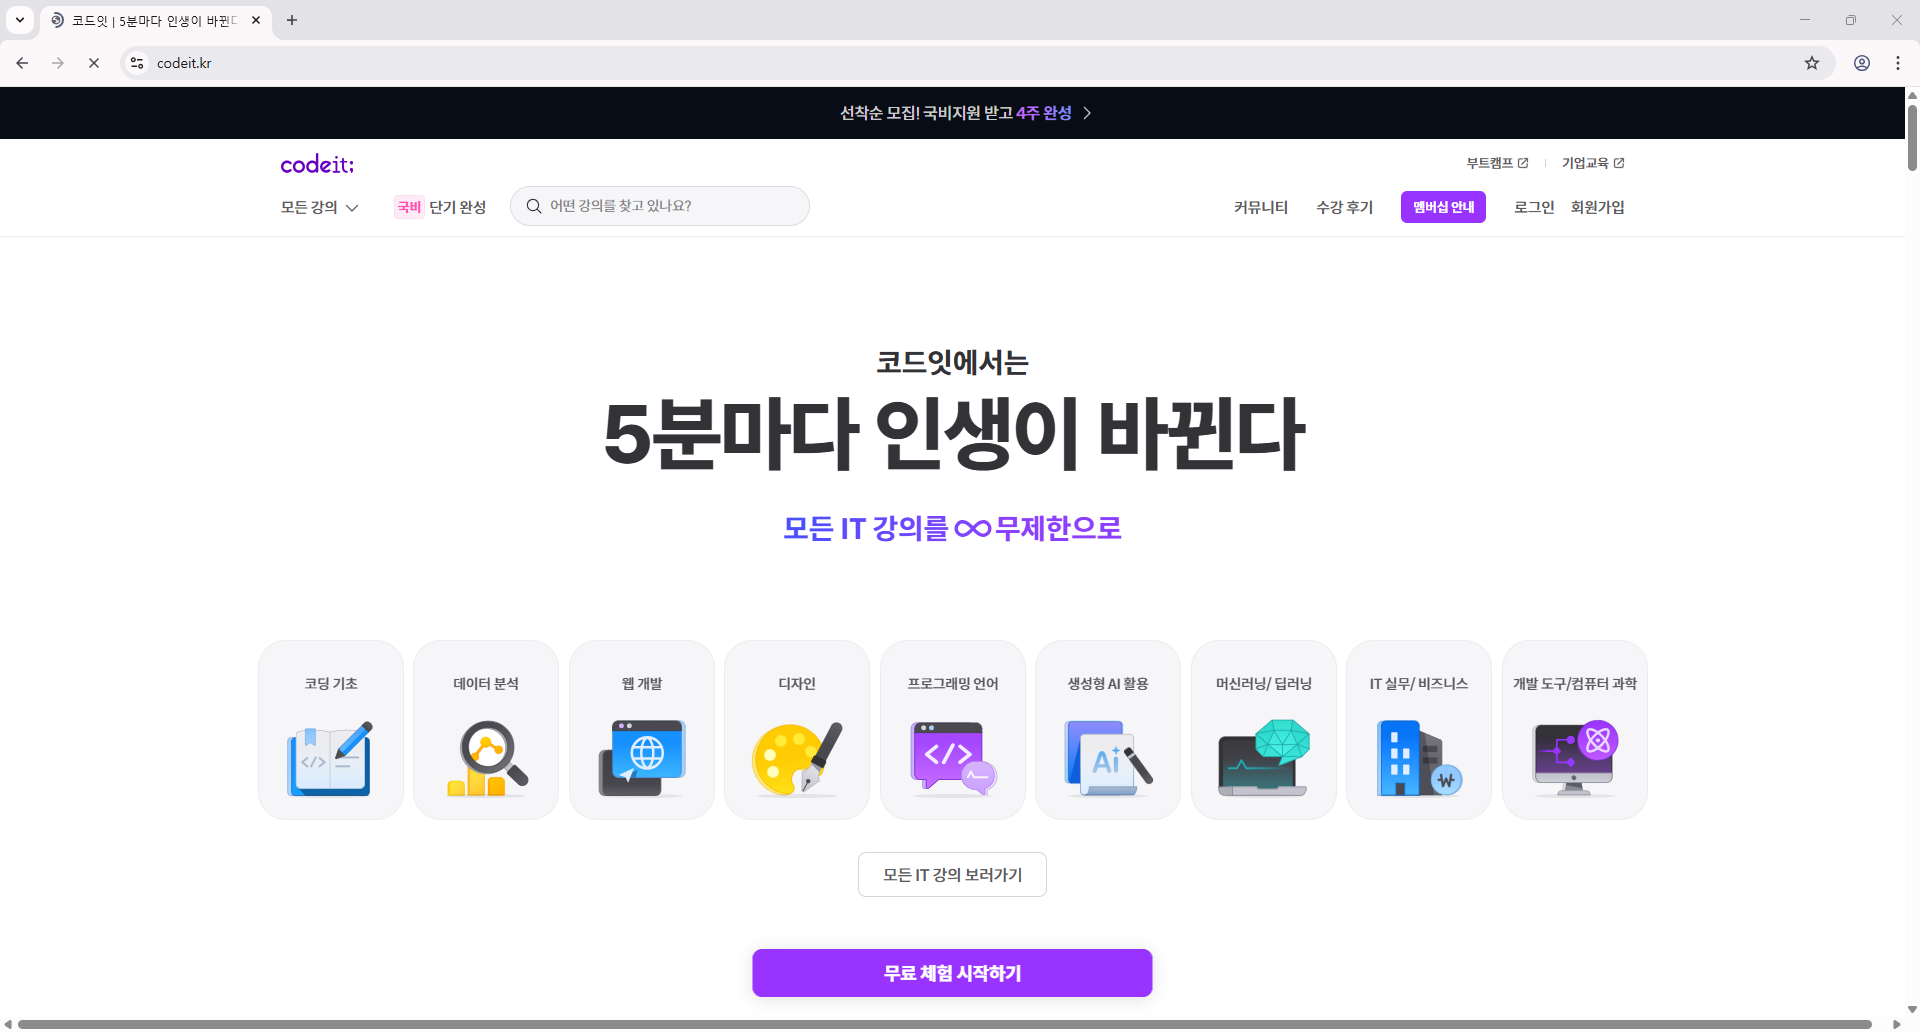 코드잇 | 5분마다 인생이 바뀐다
codeit.kr
선착순 모집! 국비지원 받고 4주 완성
codeit;
부트캠프
기업교육
모든 강의
국비 단기 완성
어떤 강의를 찾고 있나요?
커뮤니티
수강 후기
멤버십 안내
로그인
회원가입
코드잇에서는
5분마다 인생이 바뀐다
모든 IT 강의를 ∞ 무제한으로
코딩 기초
데이터 분석
웹 개발
디자인
프로그래밍 언어
생성형 AI 활용
머신러닝/ 딥러닝
IT 실무/ 비즈니스
개발 도구/컴퓨터 과학
</>
</>
Ai
₩
모든 IT 강의 보러가기
무료 체험 시작하기